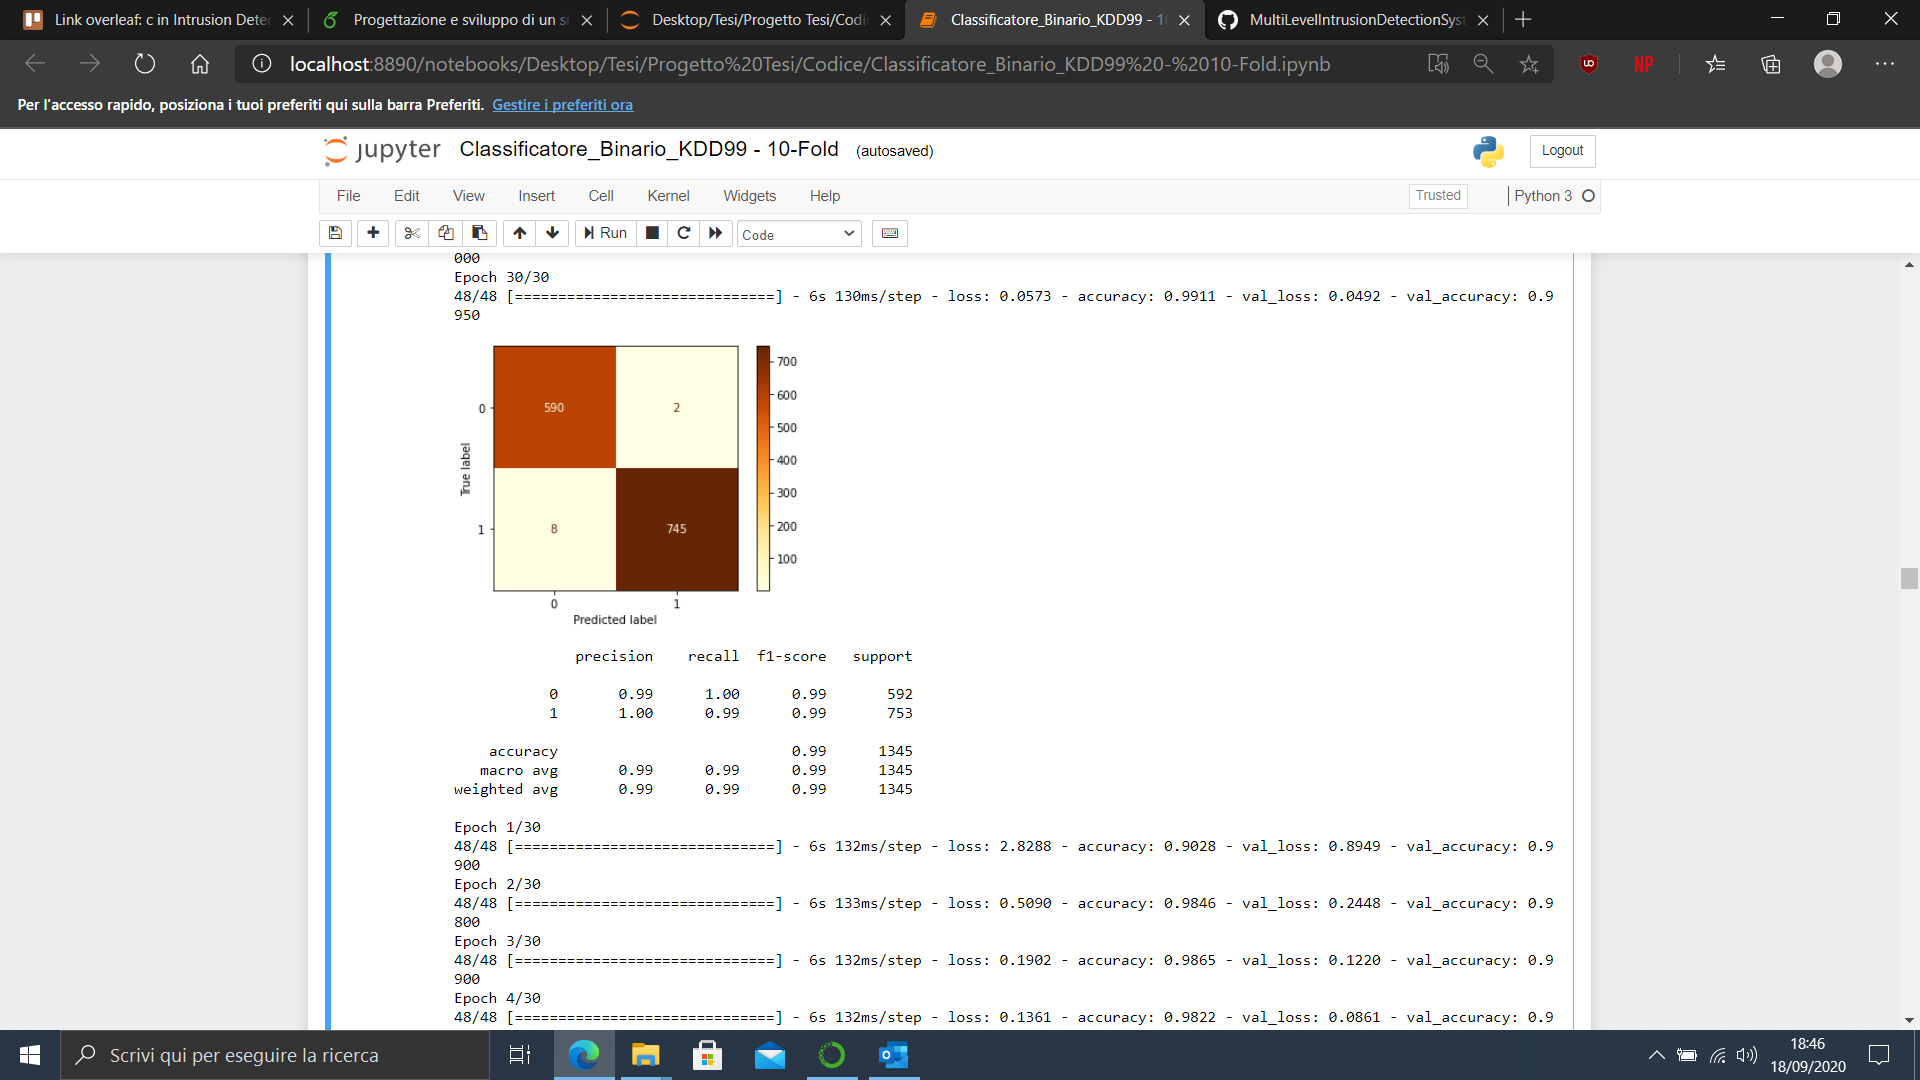 Link overleaf: c in Intrusion Dete
Progettazione e sviluppo di un si
Desktop/Tesi/Progetto Tesi/Codic
Classificatore_Binario_KDD99 - 10
MultiLevelIntrusionDetectionSyst
localhost:8890/notebooks/Desktop/Tesi/Progetto%20Tesi/Codice/Classificatore_Binario_KDD99%20-%2010-Fold.ipynb
NP
Per l'accesso rapido, posiziona i tuoi preferiti qui sulla barra Preferiti. Gestire i preferiti ora
jupyter Classificatore_Binario_KDD99 - 10-Fold (autosaved)
Logout
File Edit View Insert Cell Kernel Widgets Help
Trusted
Python 3
Run
Code
000
Epoch 30/30
48/48 [==============================] - 6s 130ms/step - loss: 0.0573 - accuracy: 0.9911 - val_loss: 0.0492 - val_accuracy: 0.9
950
700
600
500
400
300
200
100
0
590 2
True label
1
8 745
0 1
Predicted label
precision recall f1-score support
0 0.99 1.00 0.99 592
1 1.00 0.99 0.99 753
accuracy 0.99 1345
macro avg 0.99 0.99 0.99 1345
weighted avg 0.99 0.99 0.99 1345
Epoch 1/30
48/48 [==============================] - 6s 132ms/step - loss: 2.8288 - accuracy: 0.9028 - val_loss: 0.8949 - val_accuracy: 0.9
900
Epoch 2/30
48/48 [==============================] - 6s 133ms/step - loss: 0.5090 - accuracy: 0.9846 - val_loss: 0.2448 - val_accuracy: 0.9
800
Epoch 3/30
48/48 [==============================] - 6s 132ms/step - loss: 0.1902 - accuracy: 0.9865 - val_loss: 0.1220 - val_accuracy: 0.9
900
Epoch 4/30
48/48 [==============================] - 6s 132ms/step - loss: 0.1361 - accuracy: 0.9822 - val_loss: 0.0861 - val_accuracy: 0.9
Scrivi qui per eseguire la ricerca
18:46
18/09/2020